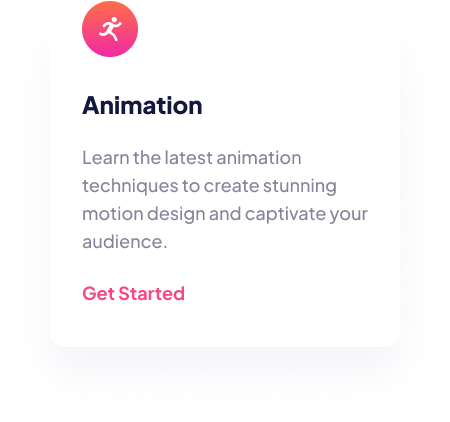 Animation
Learn the latest animation
techniques to create stunning
motion design and captivate your
audience.
Get Started